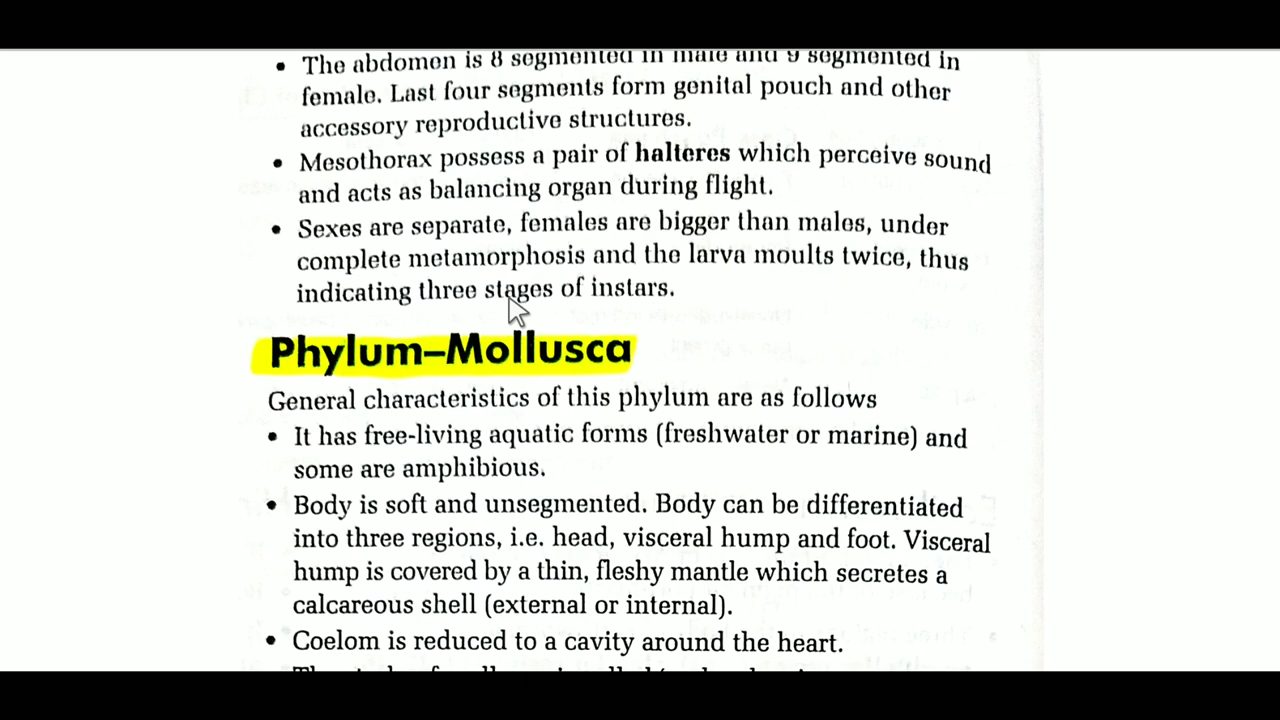 • The abdomen is 8 segmented in male and 9 segmented in
female. Last four segments form genital pouch and other
accessory reproductive structures.
• Mesothorax possess a pair of halteres which perceive sound
and acts as balancing organ during flight.
• Sexes are separate, females are bigger than males, under
complete metamorphosis and the larva moults twice, thus
indicating three stages of instars.
Phylum–Mollusca
General characteristics of this phylum are as follows
• It has free-living aquatic forms (freshwater or marine) and
some are amphibious.
• Body is soft and unsegmented. Body can be differentiated
into three regions, i.e. head, visceral hump and foot. Visceral
hump is covered by a thin, fleshy mantle which secretes a
calcareous shell (external or internal).
• Coelom is reduced to a cavity around the heart.